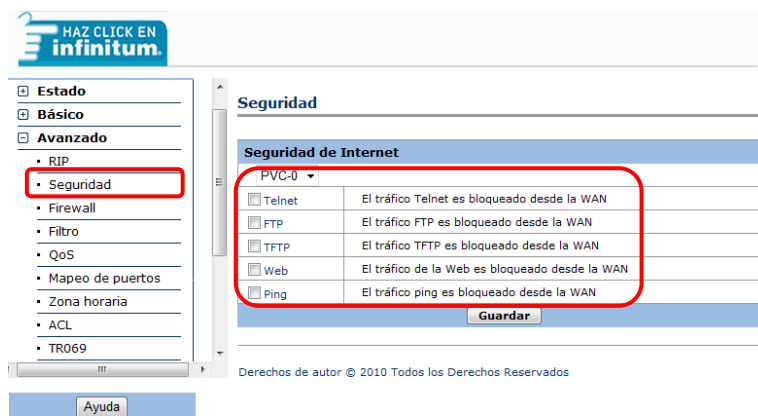 HAZ CLICK EN
infinitum.
Estado
Básico
Avanzado
RIP
Seguridad
Firewall
Filtro
QoS
Mapeo de puertos
Zona horaria
ACL
TR069
Ayuda
Seguridad
Seguridad de Internet
PVC-0
Telnet El tráfico Telnet es bloqueado desde la WAN
FTP El tráfico FTP es bloqueado desde la WAN
TFTP El tráfico TFTP es bloqueado desde la WAN
Web El tráfico de la Web es bloqueado desde la WAN
Ping El tráfico ping es bloqueado desde la WAN
Guardar
Derechos de autor © 2010 Todos los Derechos Reservados